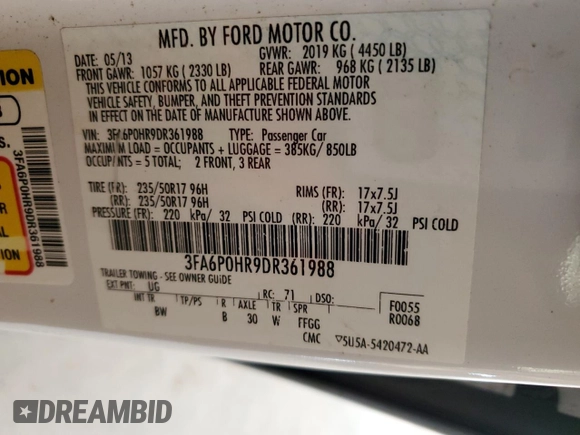 MFD. BY FORD MOTOR CO.
DATE: 05/13 GVWR: 2019 KG ( 4450 LB)
FRONT GAWR: 1057 KG ( 2330 LB) REAR GAWR: 968 KG ( 2135 LB)
THIS VEHICLE CONFORMS TO ALL APPLICABLE FEDERAL MOTOR
VEHICLE SAFETY, BUMPER, AND THEFT PREVENTION STANDARDS
IN EFFECT ON THE DATE OF MANUFACTURE SHOWN ABOVE.
VIN: 3FA6P0HR9DR361988 TYPE: Passenger Car
MAXIMUM LOAD = OCCUPANTS + LUGGAGE = 385KG/ 850LB
OCCUPANTS = 5 TOTAL; 2 FRONT, 3 REAR
TIRE (FR): 235/50R17 96H RIMS (FR): 17x7.5J
(RR): 235/50R17 96H (RR): 17x7.5J
PRESSURE (FR): 220 kPa/ 32 PSI COLD (RR): 220 kPa/ 32 PSI COLD
3FA6P0HR9DR361988
TRAILER TOWING - SEE OWNER GUIDE
EXT PNT: UG RC: 71 DSO:
INT TR TP/PS R AXLE TR SPR
BW B 30 W FFGG
F0055
R0068
CMC 5U5A-5420472-AA
3FA6P0HR9DR361988
DREAMBID